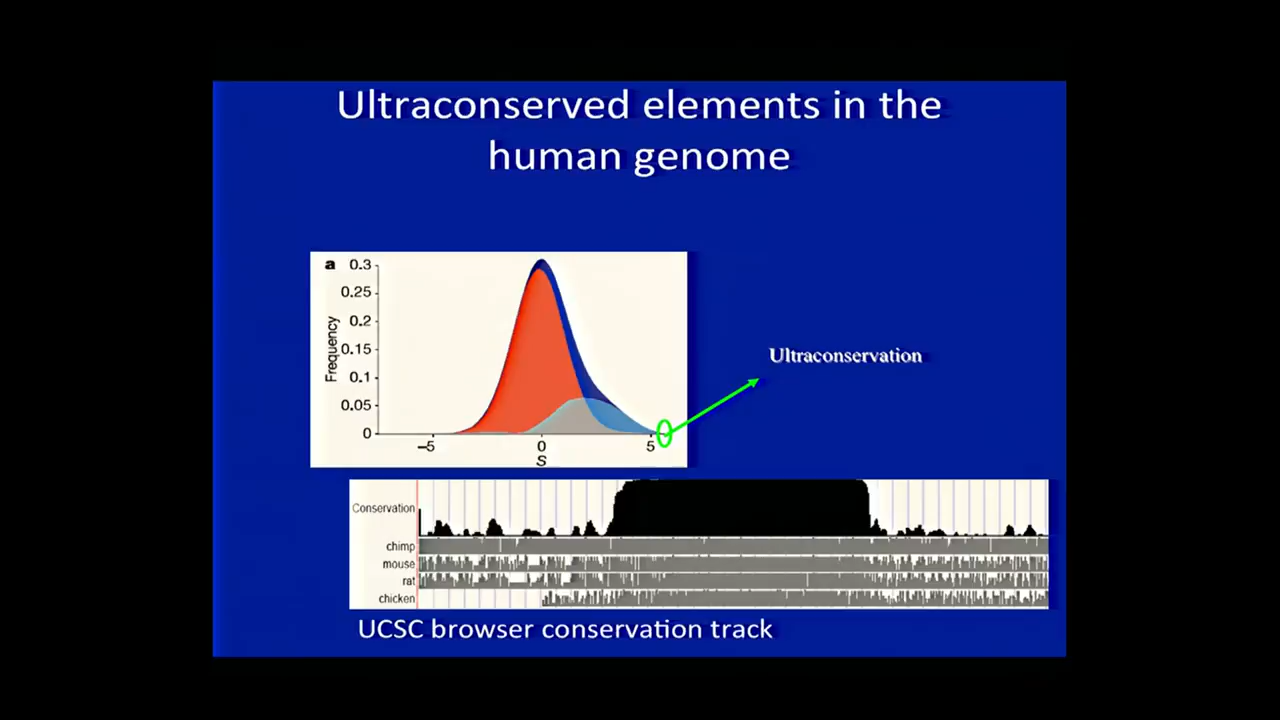 Ultraconserved elements in the
human genome
a
0.3
0.25
0.2
0.15
0.1
0.05
0
Frequency
–5 0 5
S
Ultraconservation
Conservation
chimp
mouse
rat
chicken
UCSC browser conservation track